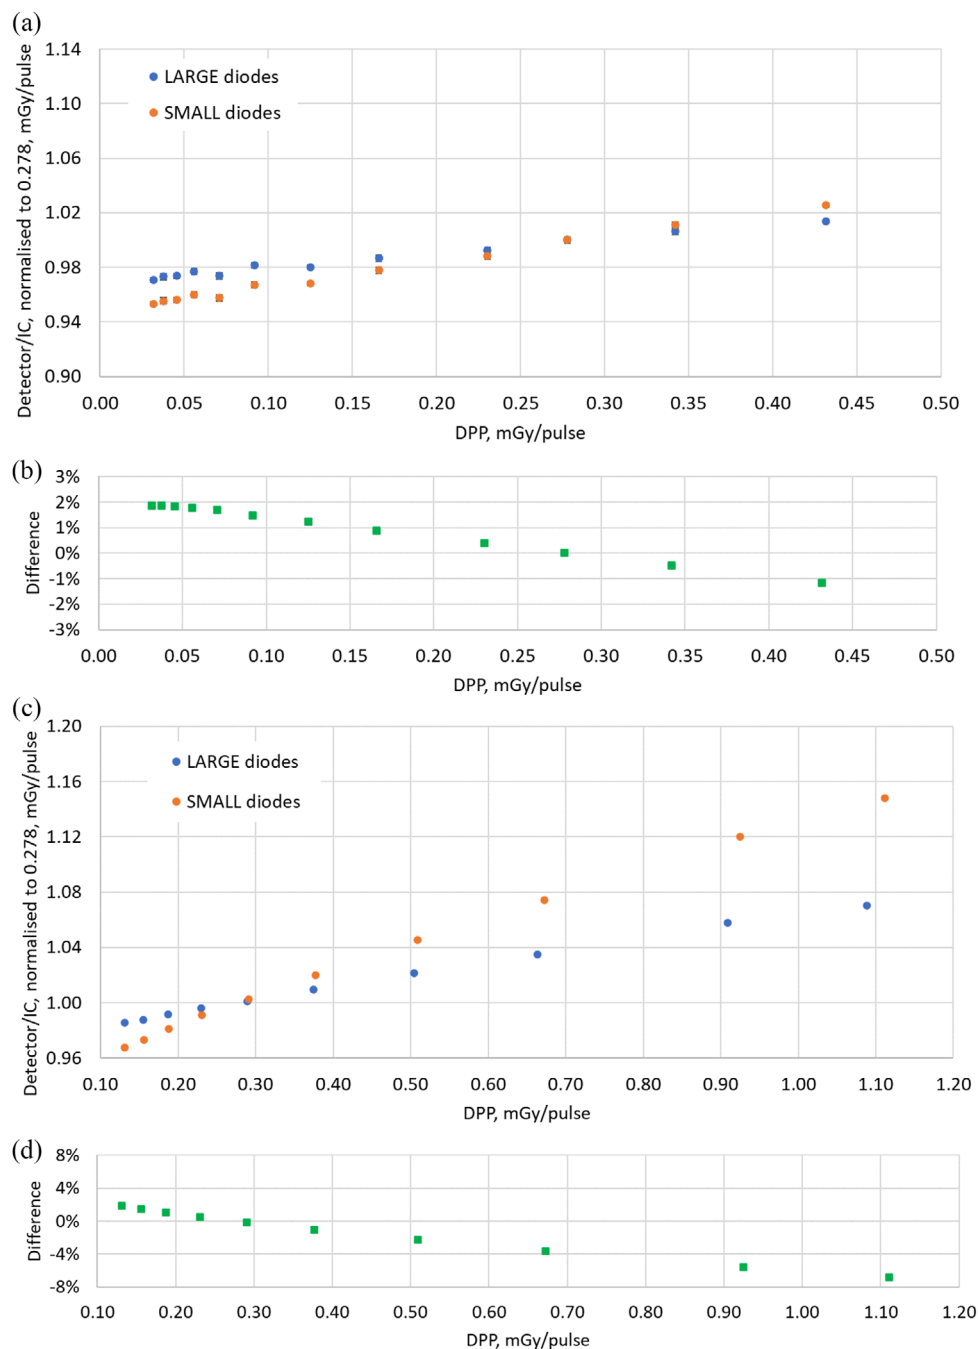 (a)
1.14
1.10
1.06
1.02
0.98
0.94
0.90
Detector/IC, normalised to 0.278, mGy/pulse
LARGE diodes
SMALL diodes
0.00 0.05 0.10 0.15 0.20 0.25 0.30 0.35 0.40 0.45 0.50
DPP, mGy/pulse
(b)
3%
2%
1%
0%
-1%
-2%
-3%
Difference
0.00 0.05 0.10 0.15 0.20 0.25 0.30 0.35 0.40 0.45 0.50
DPP, mGy/pulse
(c)
1.20
1.16
1.12
1.08
1.04
1.00
0.96
Detector/IC, normalised to 0.278, mGy/pulse
LARGE diodes
SMALL diodes
0.10 0.20 0.30 0.40 0.50 0.60 0.70 0.80 0.90 1.00 1.10 1.20
DPP, mGy/pulse
(d)
8%
4%
0%
-4%
-8%
Difference
0.10 0.20 0.30 0.40 0.50 0.60 0.70 0.80 0.90 1.00 1.10 1.20
DPP, mGy/pulse